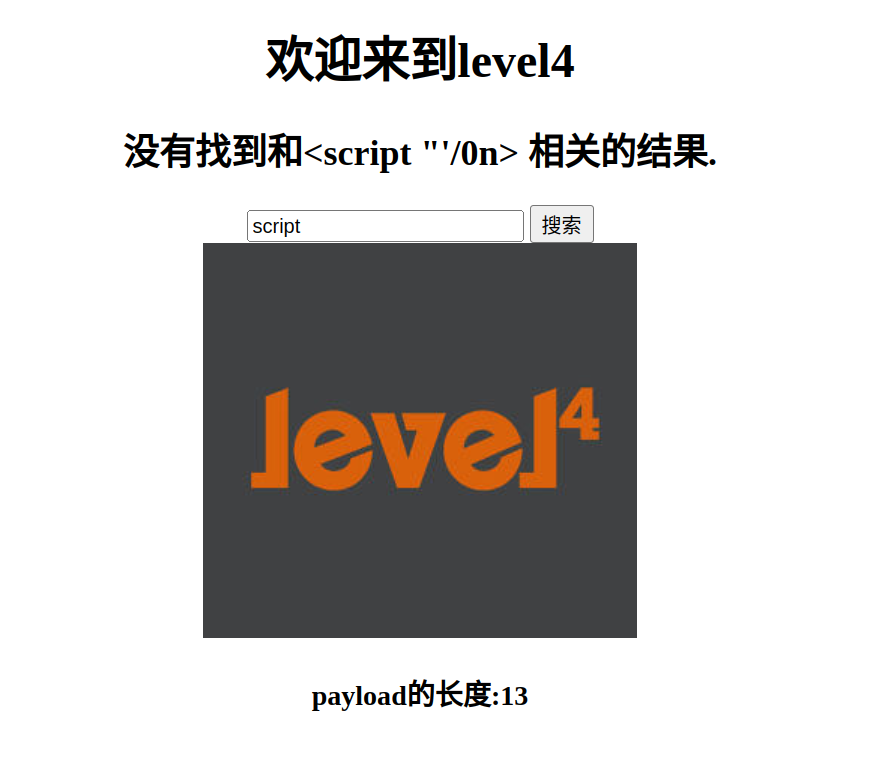 欢迎来到level4
没有找到和<script "'/0n> 相关的结果.
script 搜索
level4
payload的长度:13